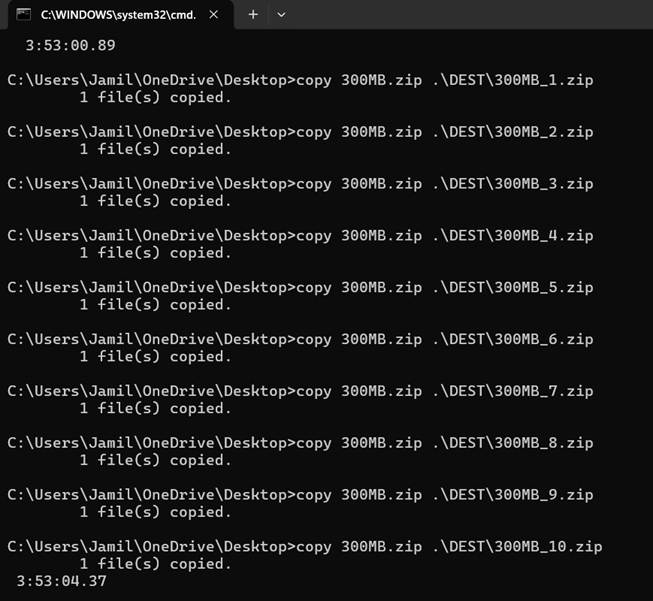 C:\WINDOWS\system32\cmd.
3:53:00.89
C:\Users\Jamil\OneDrive\Desktop>copy 300MB.zip .\DEST\300MB_1.zip
1 file(s) copied.
C:\Users\Jamil\OneDrive\Desktop>copy 300MB.zip .\DEST\300MB_2.zip
1 file(s) copied.
C:\Users\Jamil\OneDrive\Desktop>copy 300MB.zip .\DEST\300MB_3.zip
1 file(s) copied.
C:\Users\Jamil\OneDrive\Desktop>copy 300MB.zip .\DEST\300MB_4.zip
1 file(s) copied.
C:\Users\Jamil\OneDrive\Desktop>copy 300MB.zip .\DEST\300MB_5.zip
1 file(s) copied.
C:\Users\Jamil\OneDrive\Desktop>copy 300MB.zip .\DEST\300MB_6.zip
1 file(s) copied.
C:\Users\Jamil\OneDrive\Desktop>copy 300MB.zip .\DEST\300MB_7.zip
1 file(s) copied.
C:\Users\Jamil\OneDrive\Desktop>copy 300MB.zip .\DEST\300MB_8.zip
1 file(s) copied.
C:\Users\Jamil\OneDrive\Desktop>copy 300MB.zip .\DEST\300MB_9.zip
1 file(s) copied.
C:\Users\Jamil\OneDrive\Desktop>copy 300MB.zip .\DEST\300MB_10.zip
1 file(s) copied.
3:53:04.37